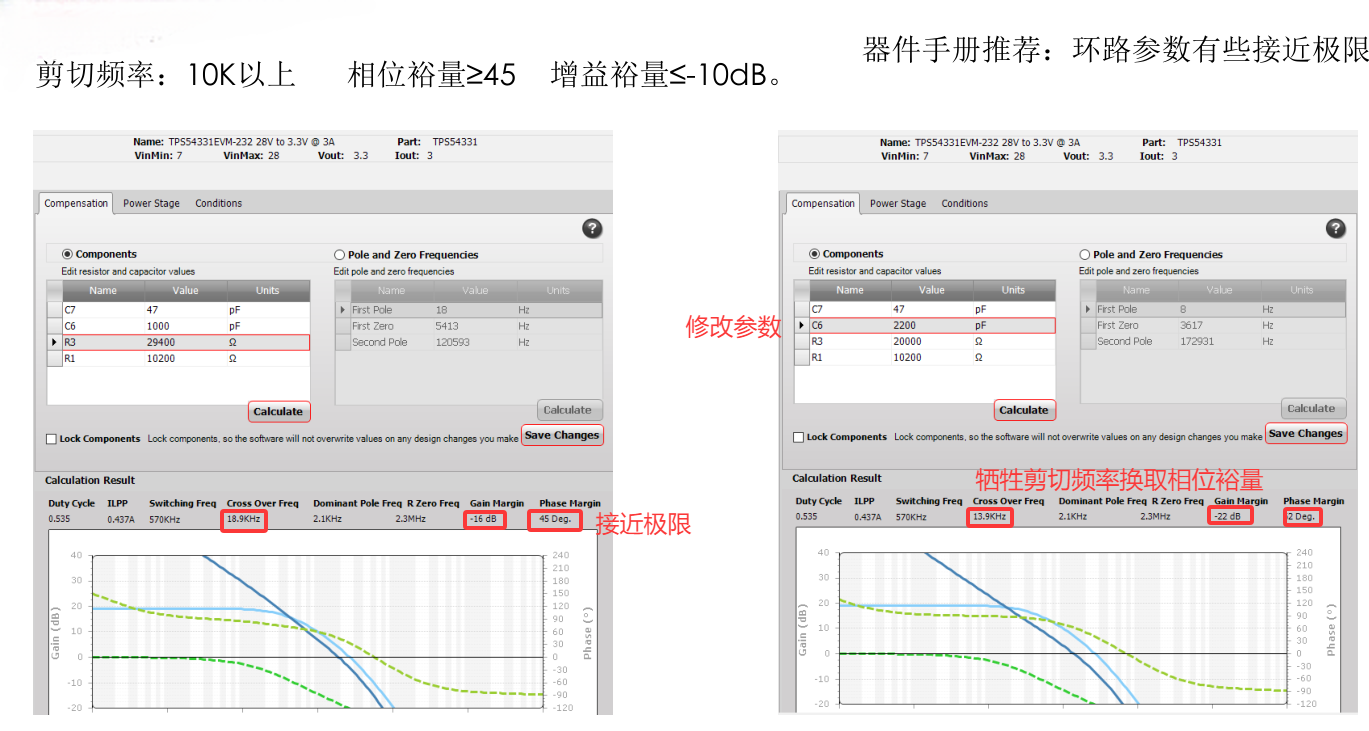 器件手册推荐：环路参数有些接近极限
剪切频率：10K以上 相位裕量≥45 增益裕量≤-10dB。
Name: TPS54331EVM-232 28V to 3.3V @ 3A Part: TPS54331
VinMin: 7 VinMax: 28 Vout: 3.3 Iout: 3
Compensation Power Stage Conditions
?
Components Pole and Zero Frequencies
Edit resistor and capacitor values Edit pole and zero frequencies
Name Value Units Name Value Units
C7 47 pF First Pole 18 Hz
C6 1000 pF First Zero 5413 Hz
R3 29400 Ω Second Pole 120593 Hz
R1 10200 Ω
Calculate Calculate
Lock Components Lock components, so the software will not overwrite values on any design changes you make Save Changes
Calculation Result
Duty Cycle ILPP Switching Freq Cross Over Freq Dominant Pole Freq R Zero Freq Gain Margin Phase Margin
0.535 0.437A 570KHz 18.9KHz 2.1KHz 2.3MHz -16 dB 45 Deg.
接近极限
40 240
210
30 180
150
20 120
90
10 60
30
0 0
-30
-10 -60
-90
-20 -120
Gain (dB)
Phase (°)
修改参数
Name: TPS54331EVM-232 28V to 3.3V @ 3A Part: TPS54331
VinMin: 7 VinMax: 28 Vout: 3.3 Iout: 3
Compensation Power Stage Conditions
?
Components Pole and Zero Frequencies
Edit resistor and capacitor values Edit pole and zero frequencies
Name Value Units Name Value Units
C7 47 pF First Pole 8 Hz
C6 2200 pF First Zero 3617 Hz
R3 20000 Ω Second Pole 172931 Hz
R1 10200 Ω
Calculate Calculate
Lock Components Lock components, so the software will not overwrite values on any design changes you make Save Changes
Calculation Result
牺牲剪切频率换取相位裕量
Duty Cycle ILPP Switching Freq Cross Over Freq Dominant Pole Freq R Zero Freq Gain Margin Phase Margin
0.535 0.437A 570KHz 13.9KHz 2.1KHz 2.3MHz -22 dB 2 Deg.
40 240
210
30 180
150
20 120
90
10 60
30
0 0
-30
-10 -60
-90
-20 -120
Gain (dB)
Phase (°)